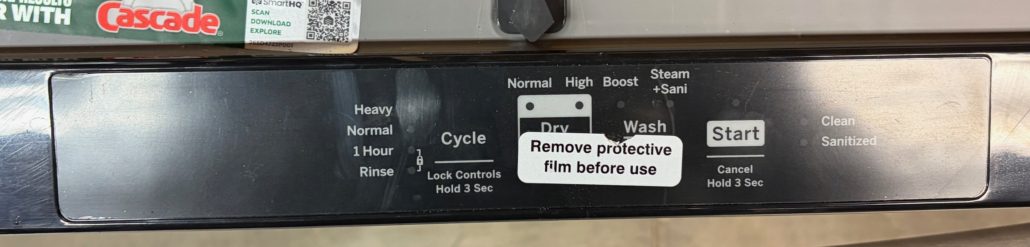 R WITH
Cascade
SmartHQ
SCAN
DOWNLOAD
EXPLORE
Normal High Boost Steam
+Sani
Heavy
Normal
1 Hour
Rinse
Cycle
Lock Controls
Hold 3 Sec
Dry
Wash
Remove protective
film before use
Start
Cancel
Hold 3 Sec
Clean
Sanitized